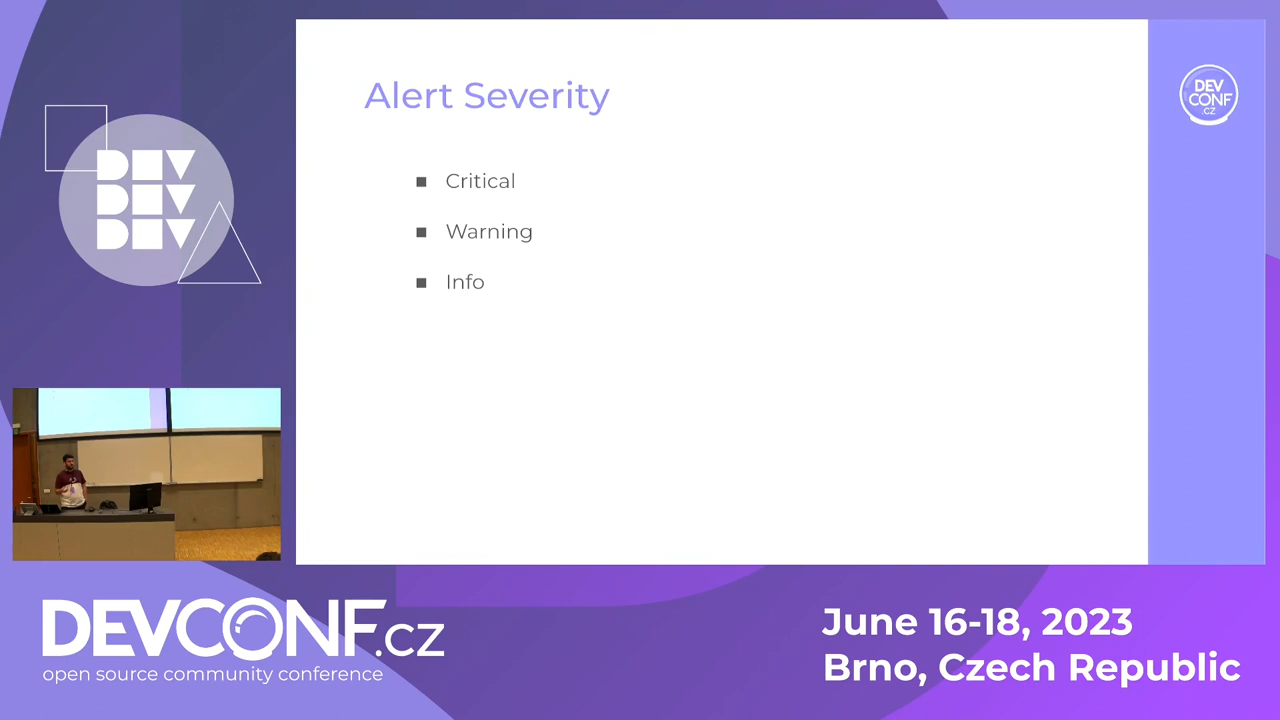 Alert Severity
Critical
Warning
Info
DEV
CONF
.CZ
DEV
DEV
DEV
DEVCONF.cz
open source community conference
June 16-18, 2023
Brno, Czech Republic